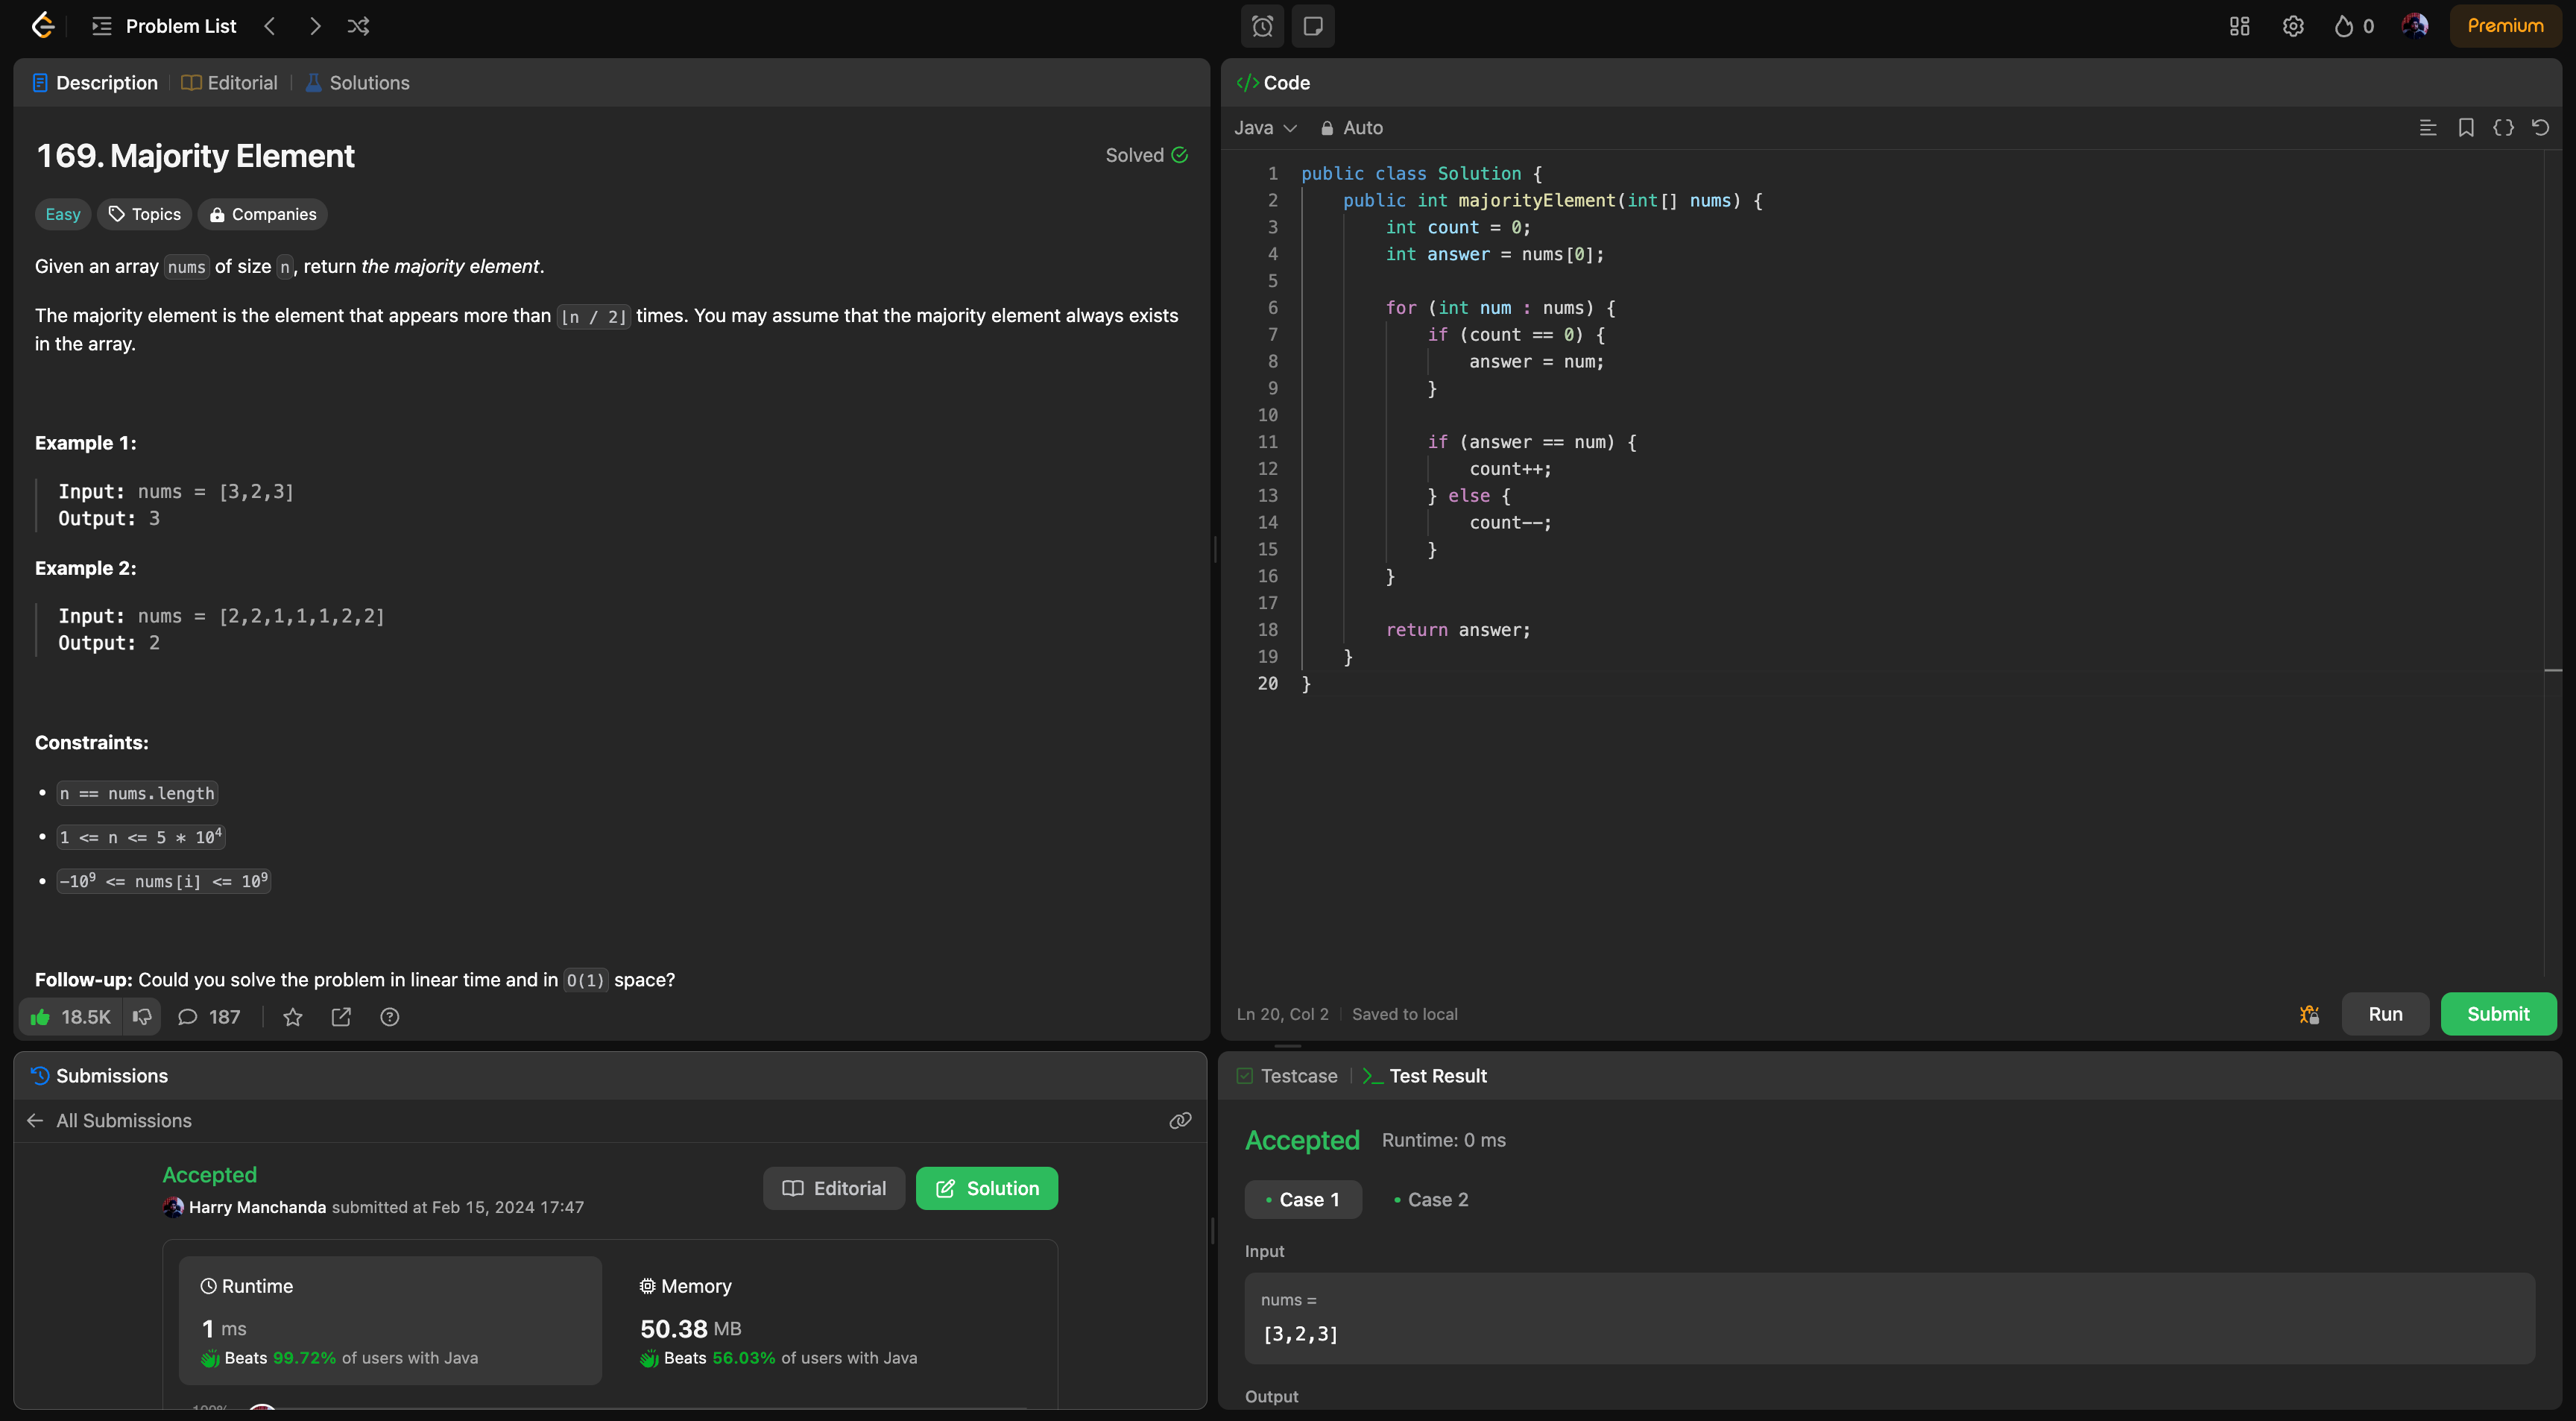 Problem List
0
Premium
Description
Editorial
Solutions
169. Majority Element
Solved
Easy
Topics
Companies
Given an array nums of size n, return the majority element.
The majority element is the element that appears more than ⌊n / 2⌋ times. You may assume that the majority element always exists
in the array.
Example 1:
Input: nums = [3,2,3]
Output: 3
Example 2:
Input: nums = [2,2,1,1,1,2,2]
Output: 2
Constraints:
n == nums.length
1 <= n <= 5 * 10⁴
-10⁹ <= nums[i] <= 10⁹
Follow-up: Could you solve the problem in linear time and in O(1) space?
18.5K
187
Code
Java
Auto
1 public class Solution {
2     public int majorityElement(int[] nums) {
3         int count = 0;
4         int answer = nums[0];
5
6         for (int num : nums) {
7             if (count == 0) {
8                 answer = num;
9             }
10
11             if (answer == num) {
12                 count++;
13             } else {
14                 count--;
15             }
16         }
17
18         return answer;
19     }
20 }
Ln 20, Col 2
Saved to local
Run
Submit
Submissions
All Submissions
Accepted
Harry Manchanda submitted at Feb 15, 2024 17:47
Editorial
Solution
Runtime
1 ms
Beats 99.72% of users with Java
Memory
50.38 MB
Beats 56.03% of users with Java
Testcase
Test Result
Accepted
Runtime: 0 ms
Case 1
Case 2
Input
nums =
[3,2,3]
Output